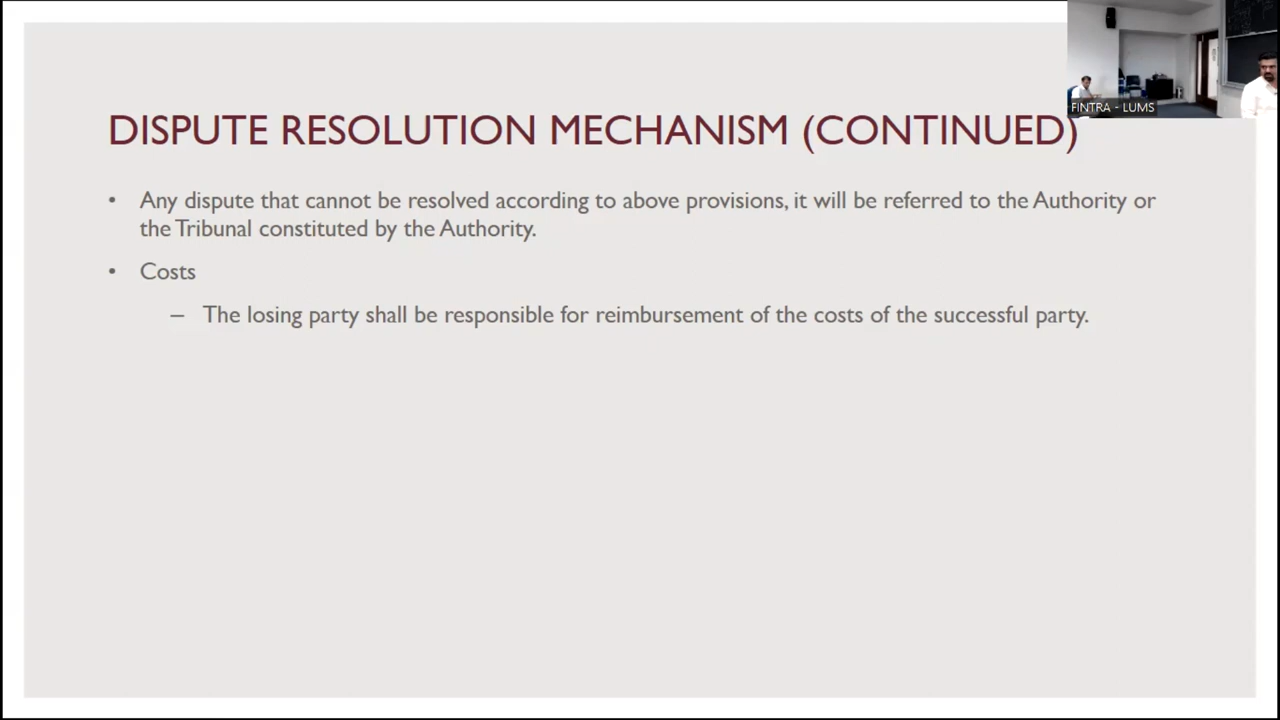 FINTRA - LUMS
DISPUTE RESOLUTION MECHANISM (CONTINUED)
• Any dispute that cannot be resolved according to above provisions, it will be referred to the Authority or
the Tribunal constituted by the Authority.
• Costs
– The losing party shall be responsible for reimbursement of the costs of the successful party.